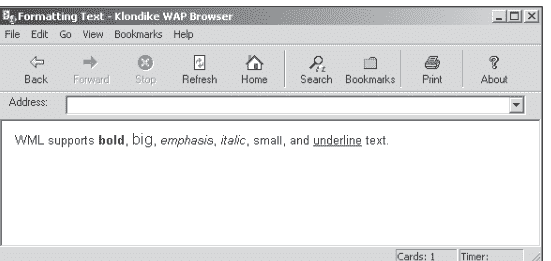 Formatting Text - Klondike WAP Browser
File Edit Go View Bookmarks Help
Back Forward Stop Refresh Home Search Bookmarks Print About
Address:
WML supports bold, big, emphasis, italic, small, and underline text.
Cards: 1 Timer: